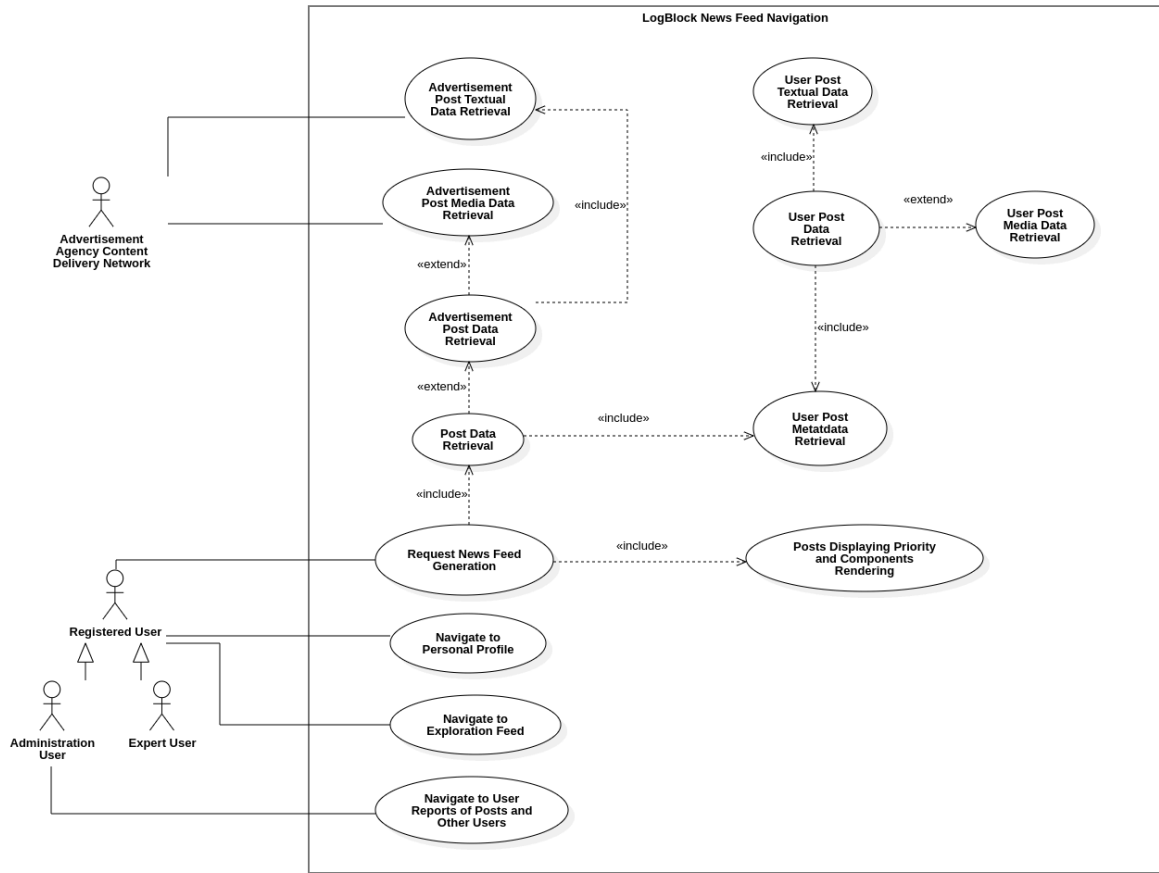 LogBlock News Feed Navigation
Advertisement
Post Textual
Data Retrieval
User Post
Textual Data
Retrieval
«include»
Advertisement
Post Media Data
Retrieval
«include»
«extend»
User Post
Data
Retrieval
User Post
Media Data
Retrieval
Advertisement
Agency Content
Delivery Network
«extend»
Advertisement
Post Data
Retrieval
«include»
«extend»
Post Data
Retrieval
«include»
User Post
Metatdata
Retrieval
«include»
Request News Feed
Generation
«include»
Posts Displaying Priority
and Components
Rendering
Registered User
Navigate to
Personal Profile
Navigate to
Exploration Feed
Administration
User
Expert User
Navigate to User
Reports of Posts and
Other Users